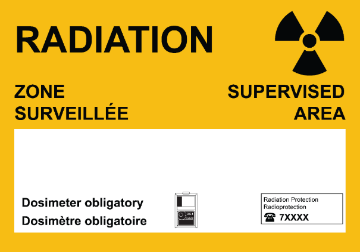 RADIATION
ZONE SURVEILLÉE
SUPERVISED AREA
Dosimeter obligatory
Dosimètre obligatoire
Radiation Protection
Radioprotection
☎ 7XXXX